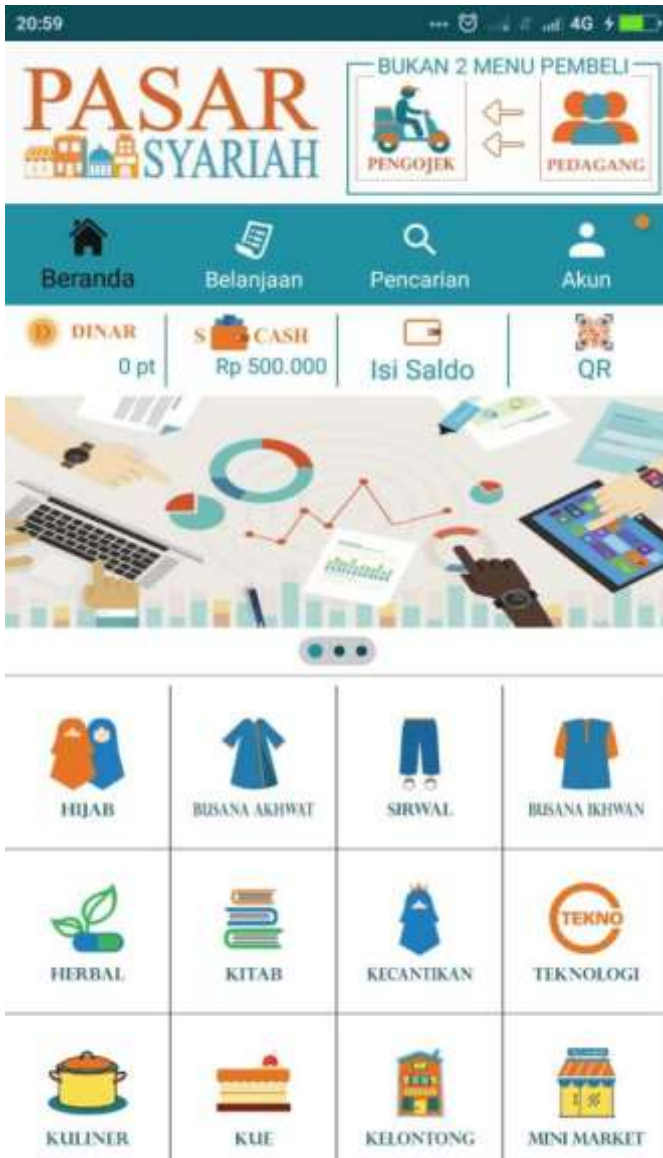 20:59
4G
PASAR
SYARIAH
BUKAN 2 MENU PEMBELI
PENGOJEK
PEDAGANG
Beranda
Belanjaan
Pencarian
Akun
D DINAR
0 pt
S CASH
Rp 500.000
Isi Saldo
QR
HIJAB
BUSANA AKHWAT
SIRWAL
BUSANA IKHWAN
HERBAL
KITAB
KECANTIKAN
TEKNO
TEKNOLOGI
KULINER
KUE
KELONTONG
MINI MARKET